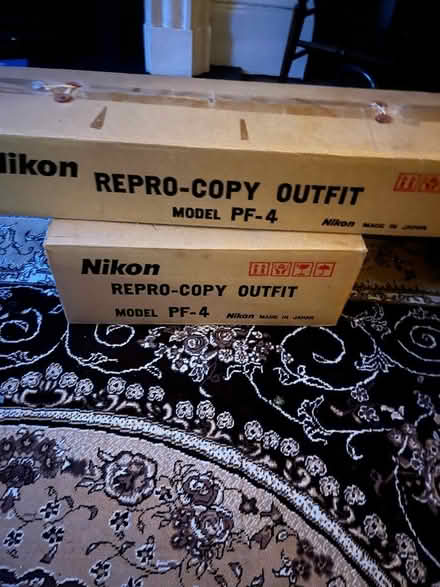 Nikon
REPRO-COPY OUTFIT
MODEL PF-4 Nikon MADE IN JAPAN
Nikon
REPRO-COPY OUTFIT
MODEL PF-4 Nikon MADE IN JAPAN